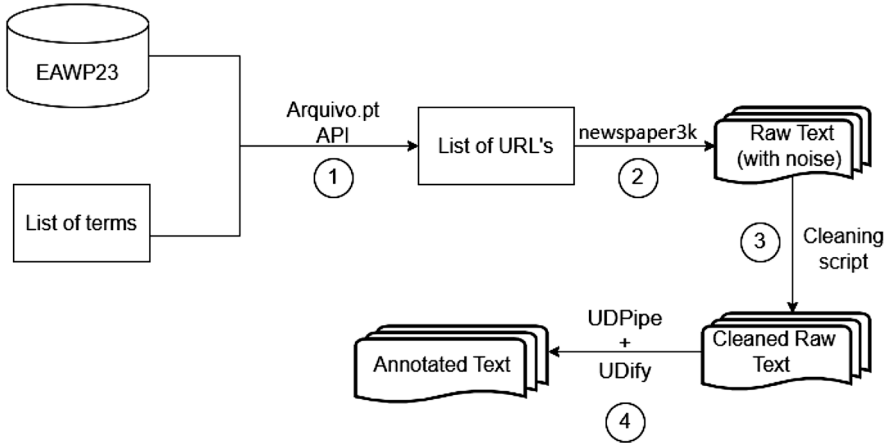 EAWP23
List of terms
Arquivo.pt
API
1
List of URL's
newspaper3k
2
Raw Text
(with noise)
3
Cleaning
script
Cleaned Raw
Text
UDPipe
+
UDify
4
Annotated Text